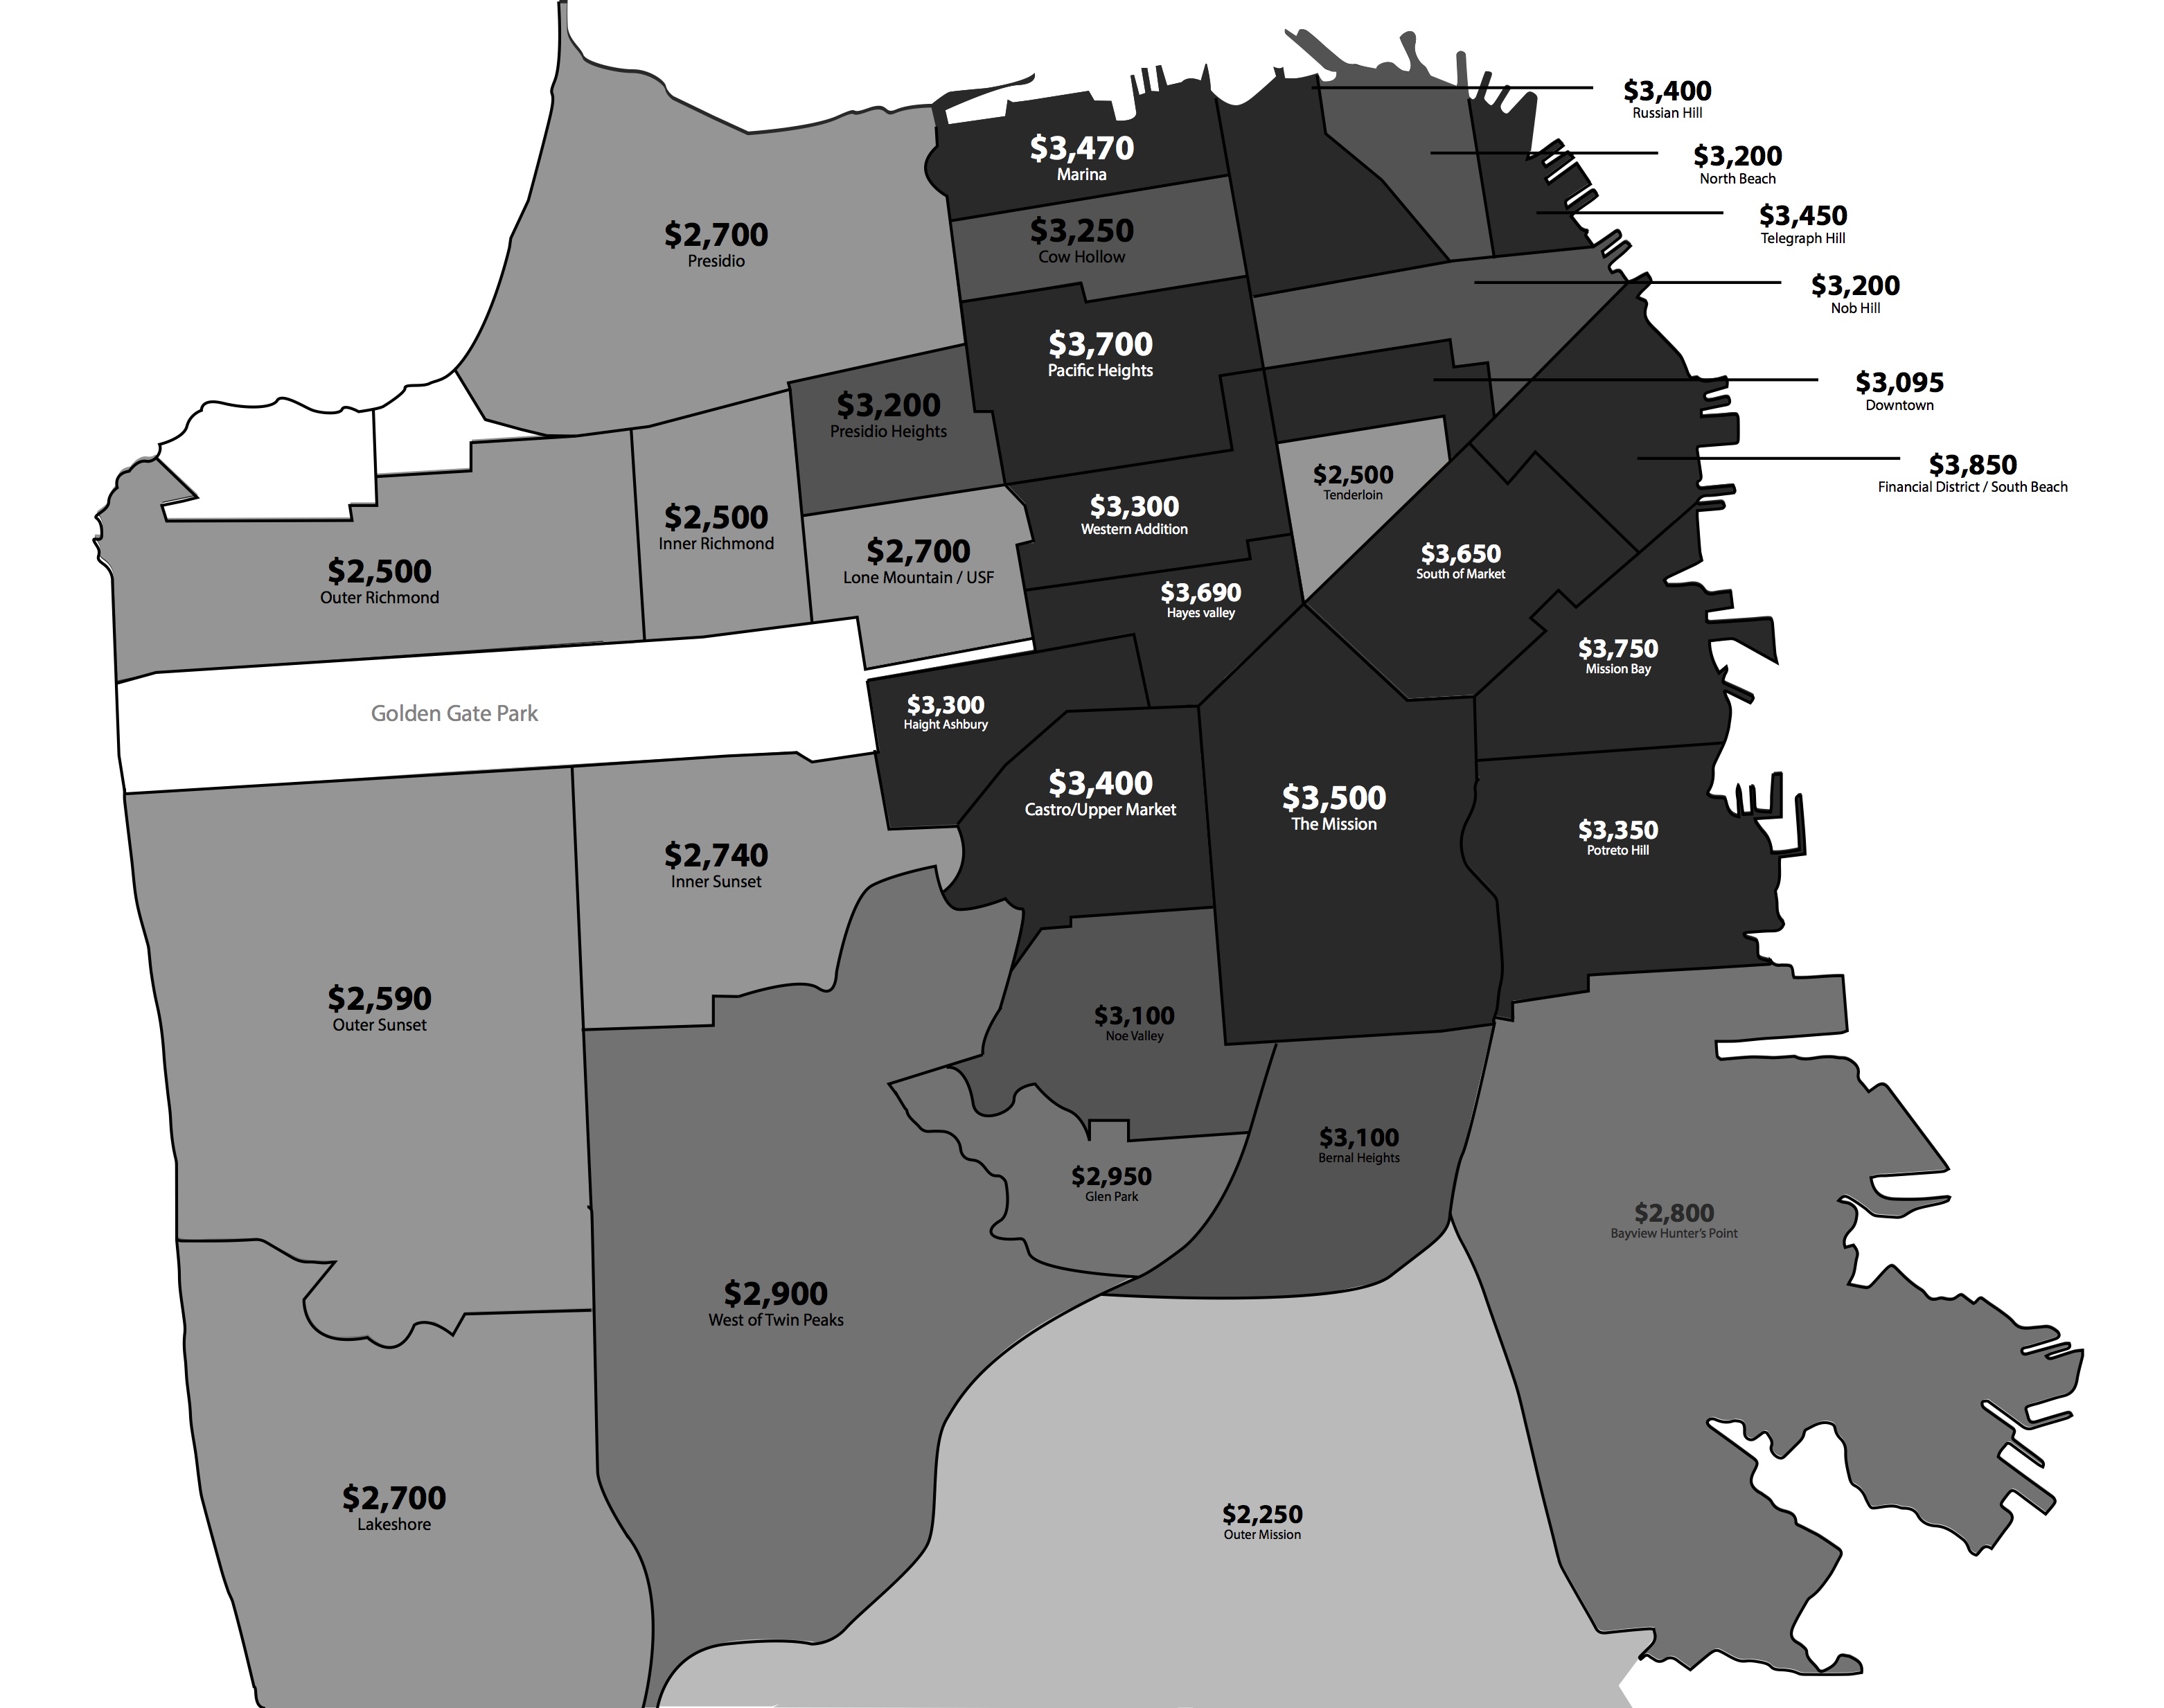 $3,400
Russian Hill
$3,470
Marina
$3,200
North Beach
$3,450
Telegraph Hill
$2,700
Presidio
$3,250
Cow Hollow
$3,200
Nob Hill
$3,700
Pacific Heights
$3,095
Downtown
$3,200
Presidio Heights
$3,850
Financial District / South Beach
$2,500
Tenderloin
$3,300
Western Addition
$2,500
Inner Richmond
$2,700
Lone Mountain / USF
$3,650
South of Market
$2,500
Outer Richmond
$3,690
Hayes valley
$3,750
Mission Bay
Golden Gate Park
$3,300
Haight Ashbury
$3,400
Castro/Upper Market
$3,500
The Mission
$3,350
Potreto Hill
$2,740
Inner Sunset
$2,590
Outer Sunset
$3,100
Noe Valley
$3,100
Bernal Heights
$2,950
Glen Park
$2,800
Bayview Hunter's Point
$2,900
West of Twin Peaks
$2,700
Lakeshore
$2,250
Outer Mission